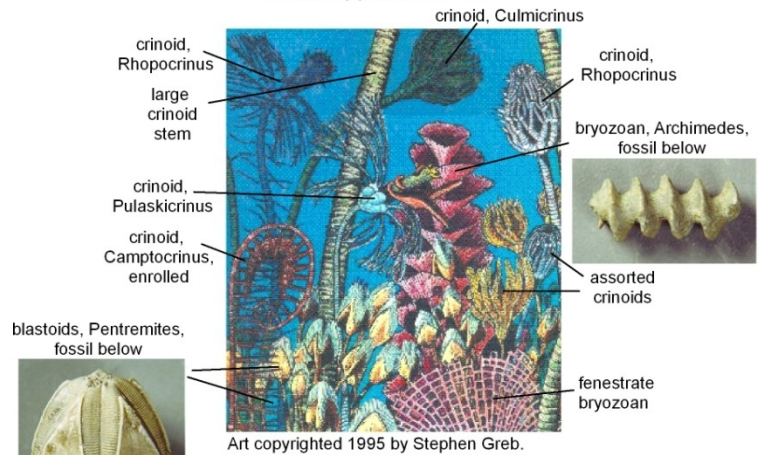 crinoid, Culmicrinus
crinoid,
Rhopocrinus
large
crinoid
stem
crinoid,
Rhopocrinus
bryozoan, Archimedes,
fossil below
crinoid,
Pulaskicrinus
crinoid,
Camptocrinus,
enrolled
assorted
crinoids
blastoids, Pentremites,
fossil below
fenestrate
bryozoan
Art copyrighted 1995 by Stephen Greb.